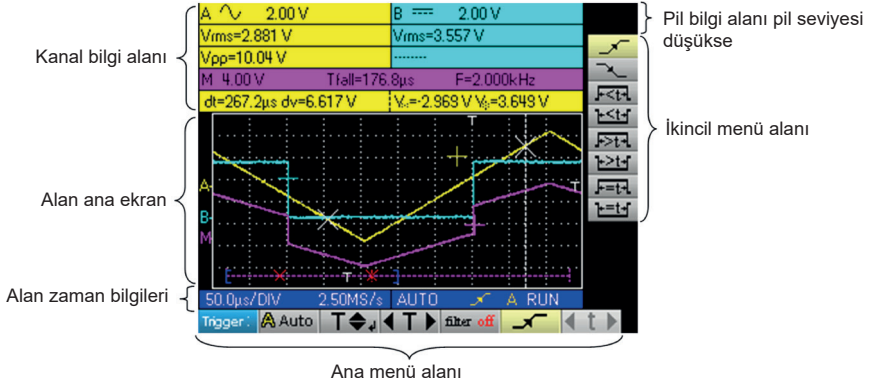 A 2.00 V B 2.00 V
Vrms=2.881 V Vrms=3.557 V
Vpp=10.04 V --------
M 4.00 V Tfall=176.8µs F=2.000kHz
dt=267.2µs dv=6.617 V =-2.969 V =3.649 V
Kanal bilgi alanı
Pil bilgi alanı pil seviyesi
düşükse
İkincil menü alanı
F<t
t<t
F>t
t>t
F=t
t=t
Alan ana ekran
T
A
T
B
M
T
Alan zaman bilgileri
50.0µs/DIV 2.50MS/s AUTO A RUN
Trigger: A Auto T T filter off t
Ana menü alanı